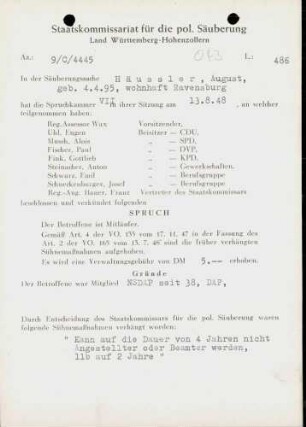 Staatskommissariat für die pol. Säuberung
Land Württemberg-Hohenzollern
Az.: 9/C/4445 L: 486
In der Säuberungssache Häussler, August,
geb. 4.4.95, wohnhaft Ravensburg
hat die Spruchkammer VII in ihrer Sitzung am 13.8.48, an welcher
teilgenommen haben:
Reg.Assessor Wax Vorsitzender,
Ukl, Eugen Beisitzer — CDU,
Munsh, Alois „ — SPD,
Fischer, Paul „ — DVP,
Fink, Gottlieb „ — KPD,
Steinacher, Anton „ — Gewerkschaften,
Schwarz, Paul „ — Berufsgruppe
Schneckenburger, Josef „ — Berufsgruppe
Reg.-Ang. Bauer, Franz Vertreter des Staatskommissars
beschlossen und verkündet folgenden
SPRUCH
Der Betroffene ist Mitläufer.
Gemäß Art. 4 der VO. 133 vom 17. 11. 47 in der Fassung des
Art. 2 der VO. 165 vom 13. 7. 48 sind die früher verhängten
Sühnemaßnahmen aufgehoben.
Es wird eine Verwaltungsgebühr von DM 5.-- erhoben.
Gründe
Der Betroffene war Mitglied NSDAP seit 38, DAF,
Durch Entscheidung des Staatskommissars für die pol. Säuberung waren
folgende Sühnemaßnahmen verhängt worden:
" Kann auf die Dauer von 4 Jahren nicht
Angestellter oder Beamter werden,
llb auf 2 Jahre "